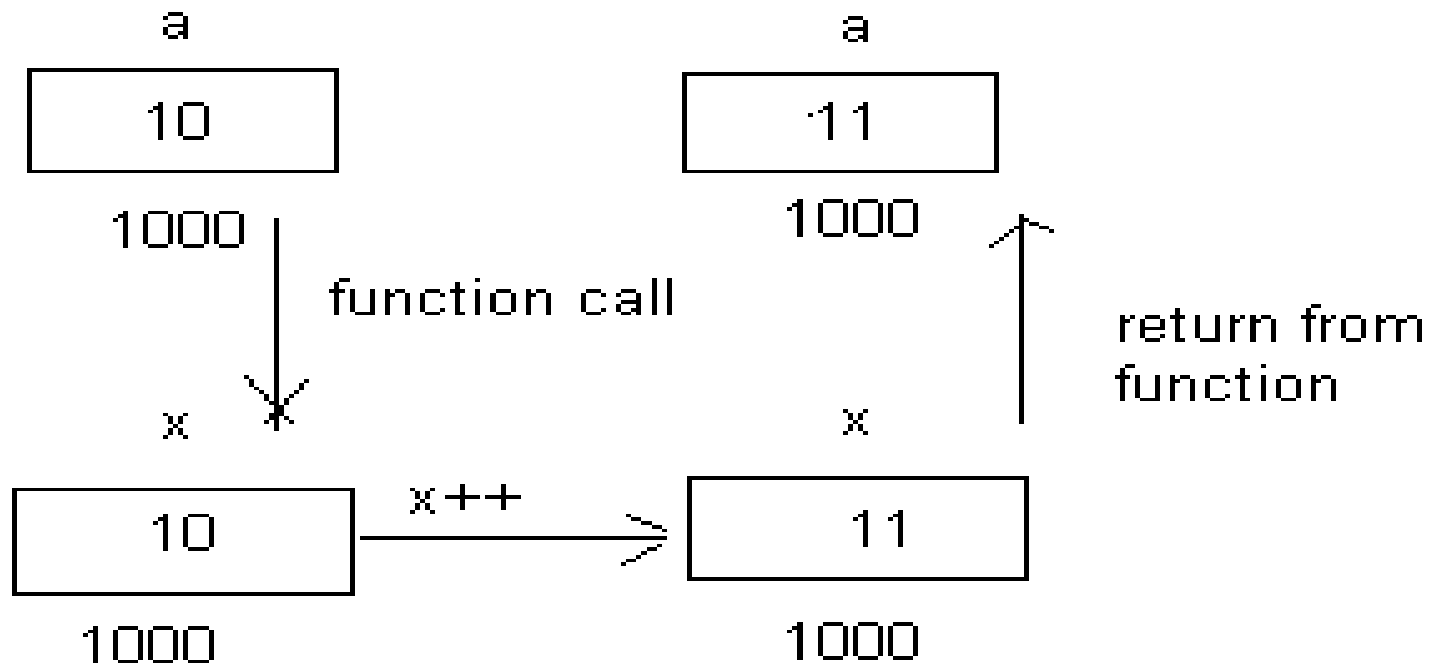 a
a
10
11
1000
1000
function call
return from
function
x
x
10
x++
11
1000
1000